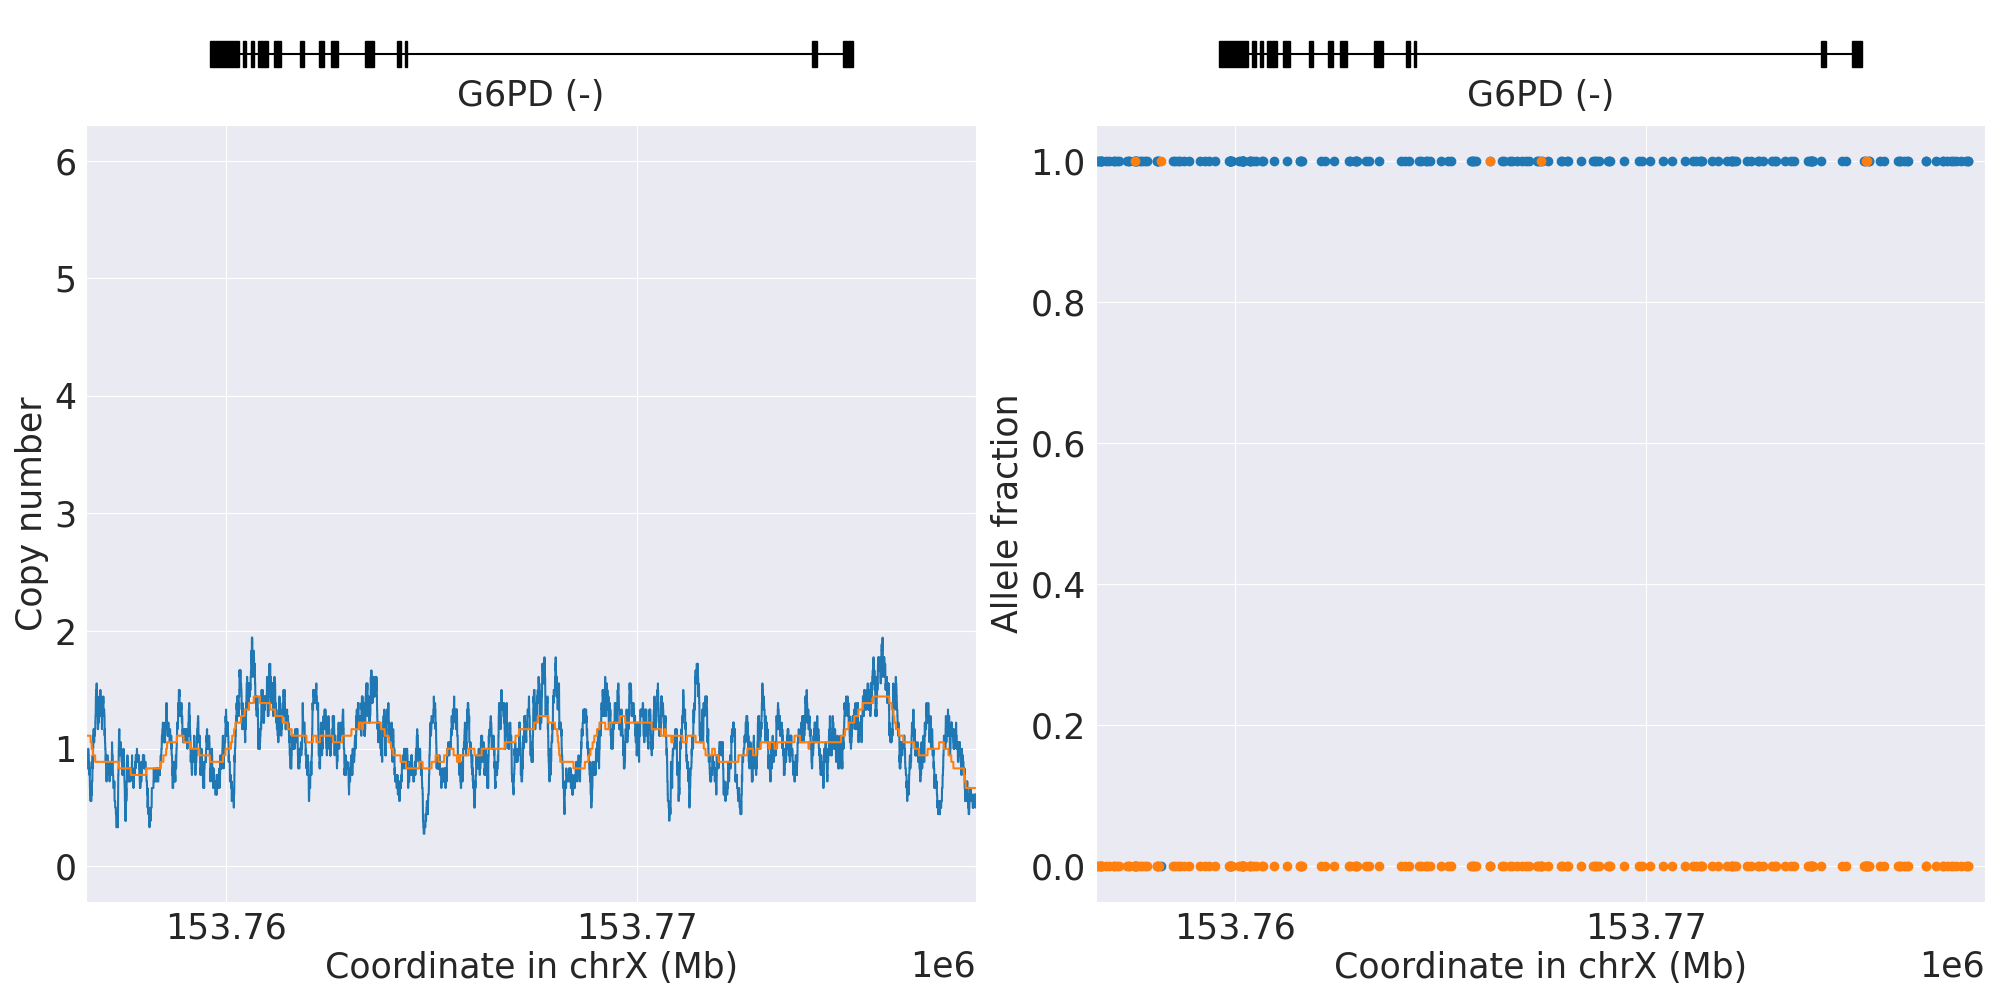 G6PD (-)
6
5
4
3
2
1
0
Copy number
153.76
153.77
Coordinate in chrX (Mb)
1e6
G6PD (-)
1.0
0.8
0.6
0.4
0.2
0.0
Allele fraction
153.76
153.77
Coordinate in chrX (Mb)
1e6